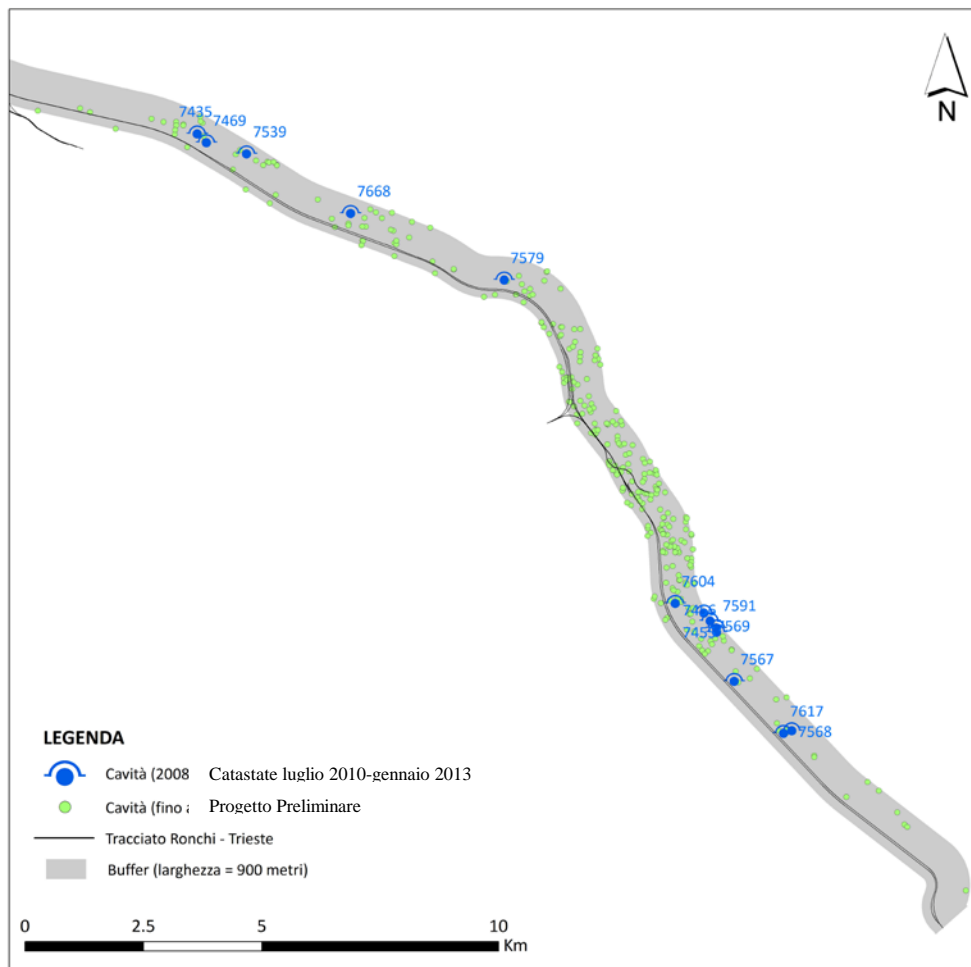 7435
7469
7539
N
7668
7579
7604
7591
7569
7567
7617
7568
LEGENDA
Cavità (2008 Catastate luglio 2010-gennaio 2013
Cavità (fino a Progetto Preliminare
Tracciato Ronchi - Trieste
Buffer (larghezza = 900 metri)
0 2.5 5 10
Km